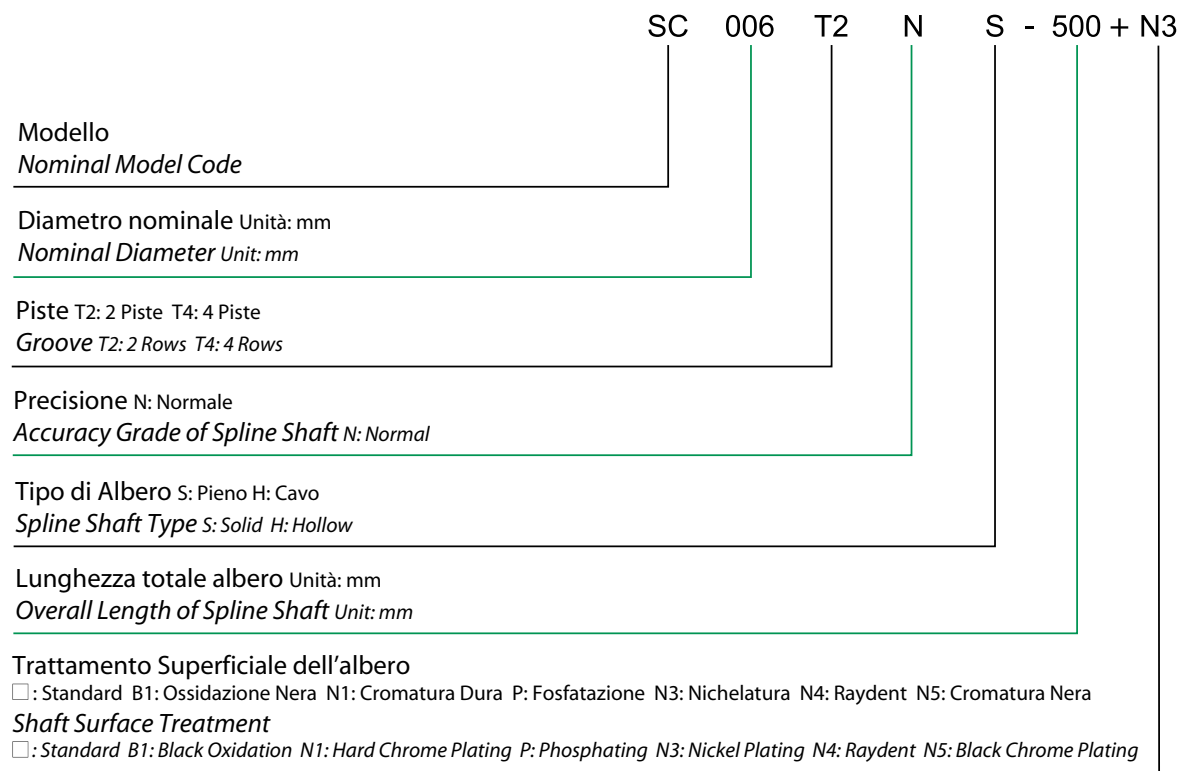 SC 006 T2 N S - 500 + N3
Modello
Nominal Model Code
Diametro nominale Unità: mm
Nominal Diameter Unit: mm
Piste T2: 2 Piste T4: 4 Piste
Groove T2: 2 Rows T4: 4 Rows
Precisione N: Normale
Accuracy Grade of Spline Shaft N: Normal
Tipo di Albero S: Pieno H: Cavo
Spline Shaft Type S: Solid H: Hollow
Lunghezza totale albero Unità: mm
Overall Length of Spline Shaft Unit: mm
Trattamento Superficiale dell'albero
□ : Standard B1: Ossidazione Nera N1: Cromatura Dura P: Fosfatazione N3: Nichelatura N4: Raydent N5: Cromatura Nera
Shaft Surface Treatment
□ : Standard B1: Black Oxidation N1: Hard Chrome Plating P: Phosphating N3: Nickel Plating N4: Raydent N5: Black Chrome Plating